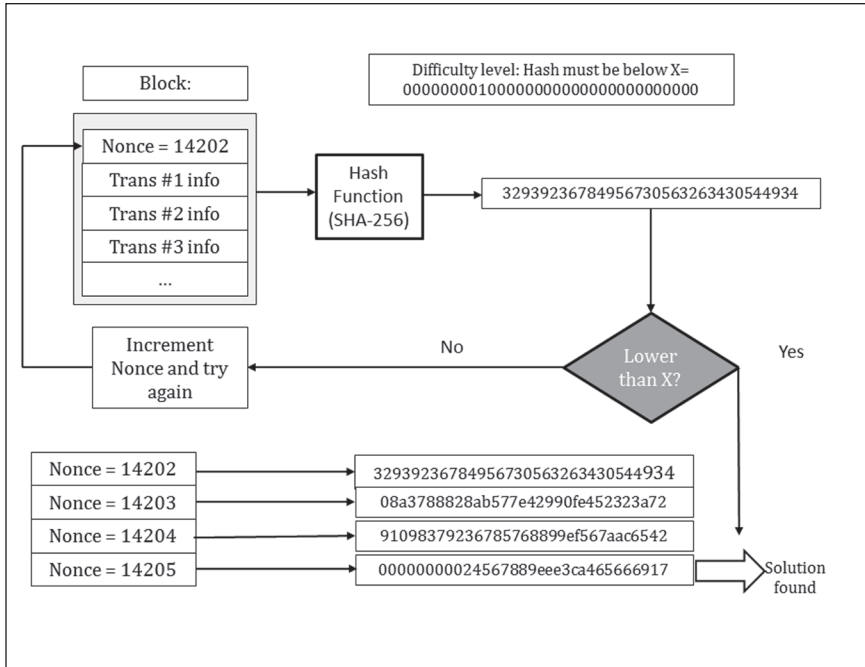 Block:
Difficulty level: Hash must be below X=
00000000100000000000000000000000
Nonce = 14202
Trans #1 info
Trans #2 info
Trans #3 info
...
Hash
Function
(SHA-256)
32939236784956730563263430544934
Increment
Nonce and try
again
No
Lower
than X?
Yes
Nonce = 14202
32939236784956730563263430544934
Nonce = 14203
08a3788828ab577e42990fe452323a72
Nonce = 14204
91098379236785768899ef567aac6542
Nonce = 14205
00000000024567889eee3ca465666917
Solution
found